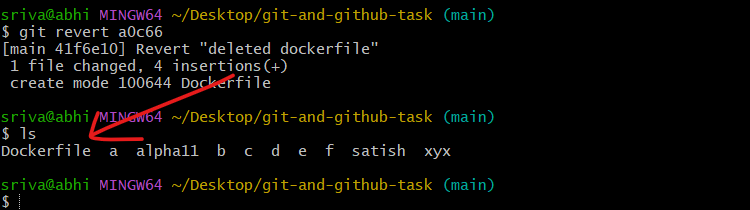 sriva@abhi MINGW64 ~/Desktop/git-and-github-task (main)
$ git revert a0c66
[main 41f6e10] Revert "deleted dockerfile"
 1 file changed, 4 insertions(+)
 create mode 100644 Dockerfile
sriva@abhi MINGW64 ~/Desktop/git-and-github-task (main)
$ ls
Dockerfile  a  alpha11  b  c  d  e  f  satish  xyx
sriva@abhi MINGW64 ~/Desktop/git-and-github-task (main)
$